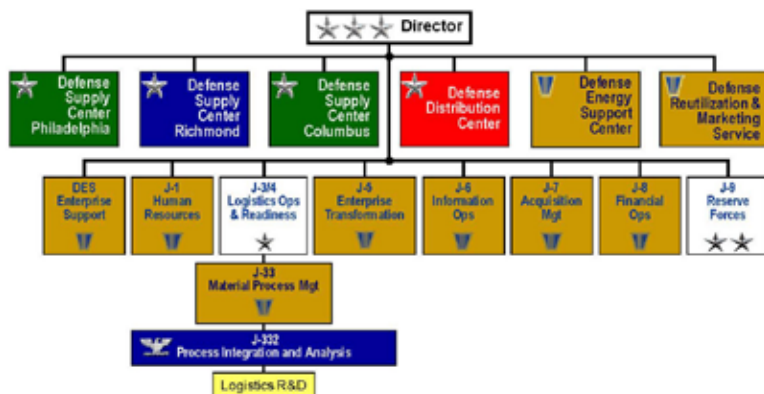 Director
Defense
Supply
Center
Philadelphia
Defense
Supply
Center
Richmond
Defense
Supply
Center
Columbus
Defense
Distribution
Center
Defense
Energy
Support
Center
Defense
Reutilization &
Marketing
Service
DES
Enterprise
Support
J-1
Human
Resources
J-3/4
Logistics Ops
& Readiness
J-5
Enterprise
Transformation
J-6
Information
Ops
J-7
Acquisition
Mgt
J-8
Financial
Ops
J-9
Reserve
Forces
J-33
Material Process Mgt
J-332
Process Integration and Analysis
Logistics R&D